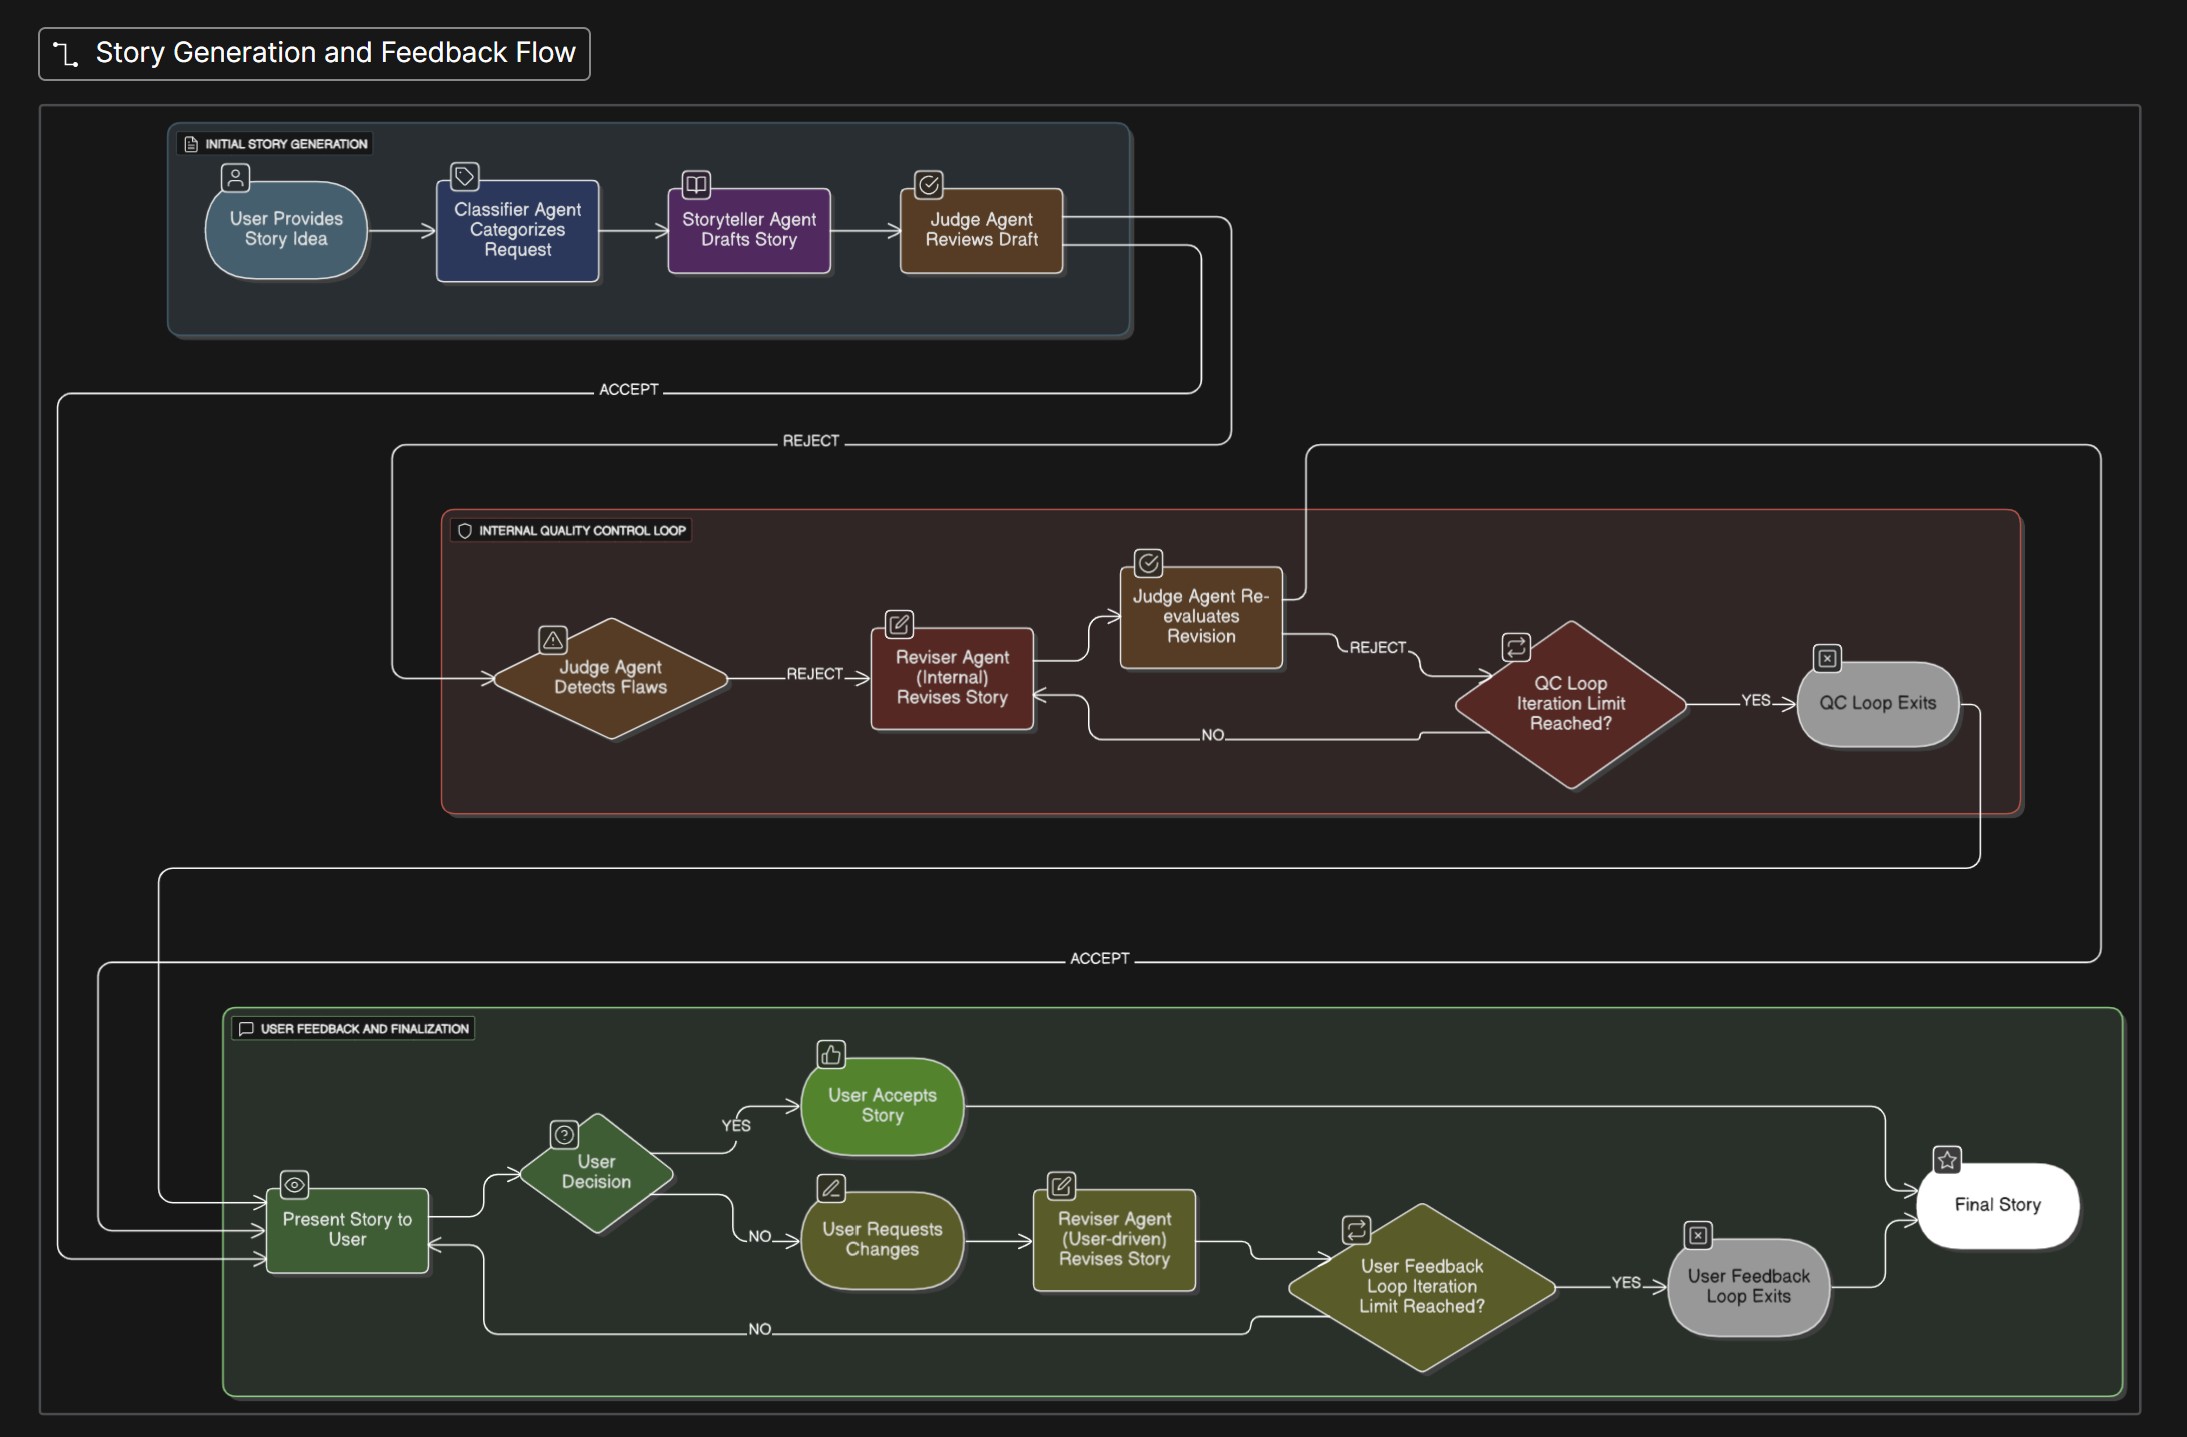 Story Generation and Feedback Flow
INITIAL STORY GENERATION
User Provides
Story Idea
Classifier Agent
Categorizes
Request
Storyteller Agent
Drafts Story
Judge Agent
Reviews Draft
ACCEPT
REJECT
INTERNAL QUALITY CONTROL LOOP
Judge Agent
Detects Flaws
REJECT
Reviser Agent
(Internal)
Revises Story
Judge Agent Re-
evaluates
Revision
REJECT
QC Loop
Iteration Limit
Reached?
NO
YES
QC Loop Exits
ACCEPT
USER FEEDBACK AND FINALIZATION
Present Story to
User
User
Decision
YES
User Accepts
Story
NO
User Requests
Changes
Reviser Agent
(User-driven)
Revises Story
User Feedback
Loop Iteration
Limit Reached?
NO
YES
User Feedback
Loop Exits
Final Story